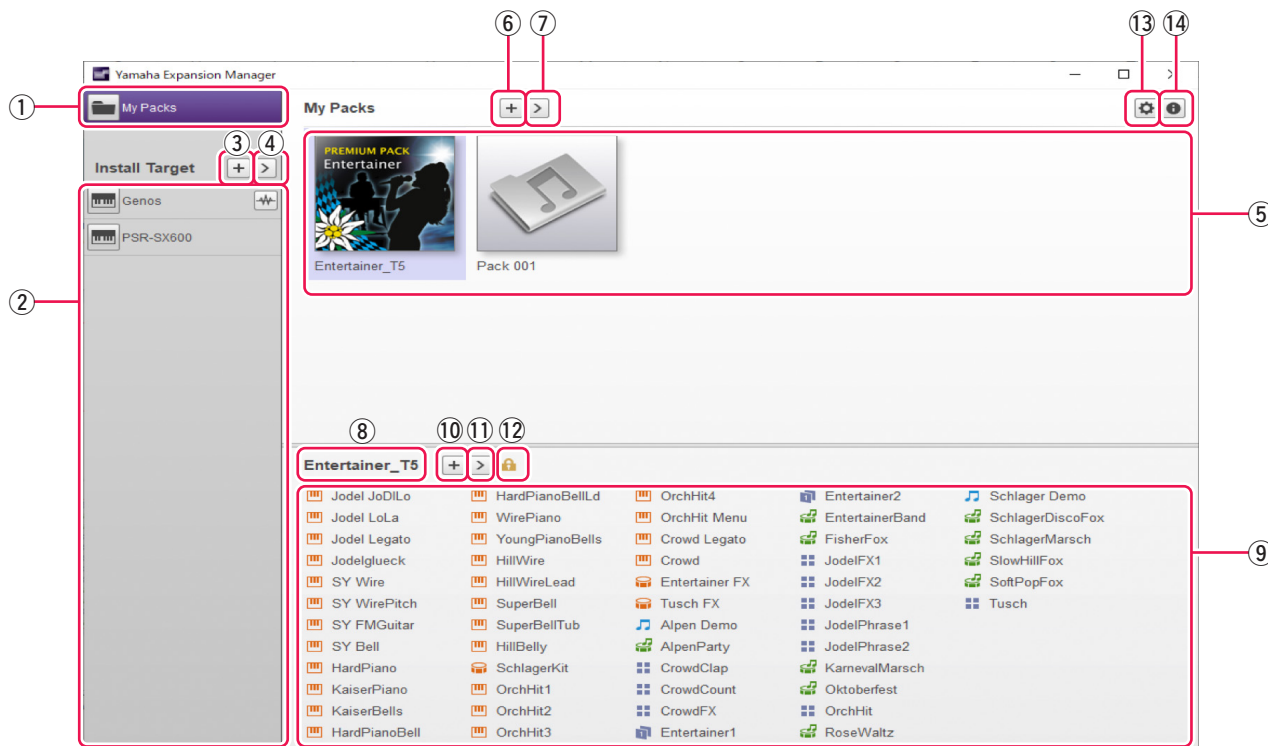 ⑥ ⑦ ⑬ ⑭
Yamaha Expansion Manager
① My Packs
My Packs
③ ④
Install Target
Genos
PSR-SX600
②
PREMIUM PACK
Entertainer
Entertainer_T5
Pack 001
⑤
⑧ ⑩ ⑪ ⑫
Entertainer_T5
Jodel JoDlLo HardPianoBellLd OrchHit4 Entertainer2 Schlager Demo
Jodel LoLa WirePiano OrchHit Menu EntertainerBand SchlagerDiscoFox
Jodel Legato YoungPianoBells Crowd Legato FisherFox SchlagerMarsch
Jodelglueck HillWire Crowd JodelFX1 SlowHillFox
SY Wire HillWireLead Entertainer FX JodelFX2 SoftPopFox
SY WirePitch SuperBell Tusch FX JodelFX3 Tusch
SY FMGuitar SuperBellTub Alpen Demo JodelPhrase1
SY Bell HillBelly AlpenParty JodelPhrase2
HardPiano SchlagerKit CrowdClap KarnevalMarsch
KaiserPiano OrchHit1 CrowdCount Oktoberfest
KaiserBells OrchHit2 CrowdFX OrchHit
HardPianoBell OrchHit3 Entertainer1 RoseWaltz
⑨